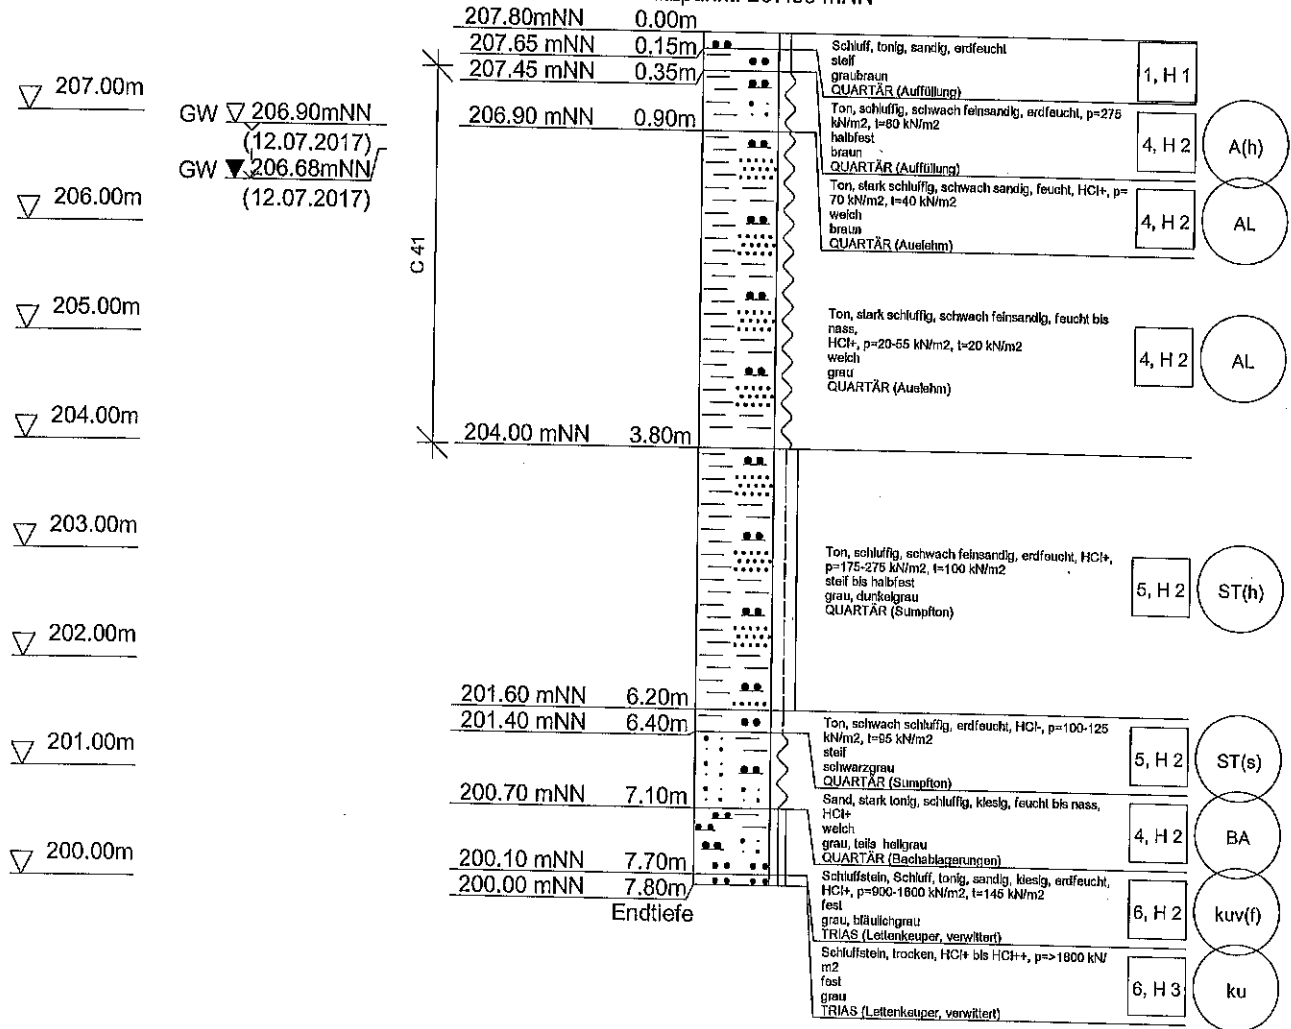 207.80mNN 0.00m
207.65 mNN 0,15m
207.45 mNN 0.35m
206.90 mNN 0.90m
204.00 mNN 3.80m
201.60 mNN 6.20m
201.40 mNN 6.40m
200.70 mNN 7.10m
200.10 mNN 7.70m
200.00 mNN 7.80m
Endtiefe
207.00m
206.00m
205.00m
204.00m
203.00m
202.00m
201.00m
200.00m
GW 206.90mNN
(12.07.2017)
GW 206.68mNN
(12.07.2017)
C 41
Schluff, tonig, sandig, erdfeucht
steif
graubraun
QUARTÄR (Auffüllung)
1, H 1
Ton, schluffig, schwach feinsandig, erdfeucht, p=275
kN/m2, t=80 kN/m2
halbfest
braun
QUARTÄR (Auffüllung)
4, H 2
A(h)
Ton, stark schluffig, schwach sandig, feucht, HCl+, p=
70 kN/m2, t=40 kN/m2
weich
braun
QUARTÄR (Auelehm)
4, H 2
AL
Ton, stark schluffig, schwach feinsandig, feucht bis
nass,
HCl+, p=20-55 kN/m2, t=20 kN/m2
weich
grau
QUARTÄR (Auelehm)
4, H 2
AL
Ton, schluffig, schwach feinsandig, erdfeucht, HCl+,
p=175-275 kN/m2, t=100 kN/m2
steif bis halbfest
grau, dunkelgrau
QUARTÄR (Sumpfton)
5, H 2
ST(h)
Ton, schwach schluffig, erdfeucht, HCl-, p=100-125
kN/m2, t=95 kN/m2
steif
schwarzgrau
QUARTÄR (Sumpfton)
5, H 2
ST(s)
Sand, stark tonig, schluffig, kiesig, feucht bis nass,
HCl+
weich
grau, teils hellgrau
QUARTÄR (Bachablagerungen)
4, H 2
BA
Schluffstein, Schluff, tonig, sandig, kiesig, erdfeucht,
HCl+, p=900-1600 kN/m2, t=145 kN/m2
fest
grau, bläulichgrau
TRIAS (Lettenkeuper, verwittert)
6, H 2
kuv(f)
Schluffstein, trocken, HCl+ bis HCl++, p=>1800 kN/
m2
fest
grau
TRIAS (Lettenkeuper, verwittert)
6, H 3
ku